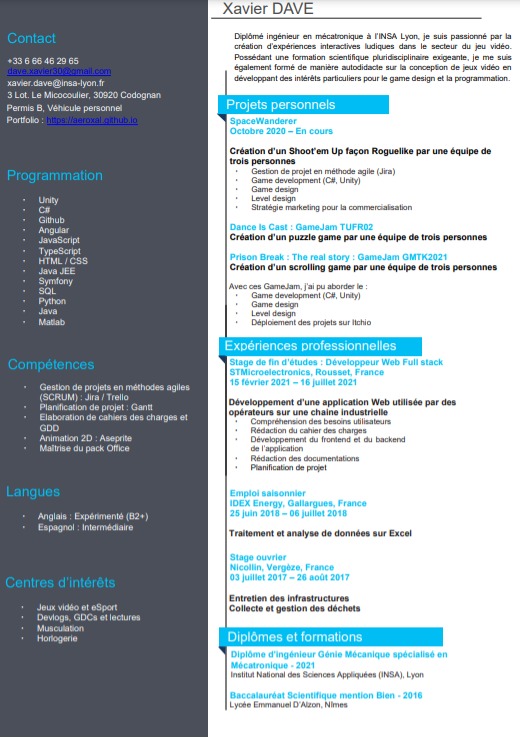 Xavier DAVE
Contact
+33 6 66 46 29 65
dave.xavier30@gmail.com
xavier.dave@insa-lyon.fr
3 Lot. Le Micocoulier, 30920 Codognan
Permis B, Véhicule personnel
Portfolio : https://aeroxal.github.io
Programmation
· Unity
· C#
· Github
· Angular
· JavaScript
· TypeScript
· HTML / CSS
· Java JEE
· Symfony
· SQL
· Python
· Java
· Matlab
Compétences
· Gestion de projets en méthodes agiles
(SCRUM) : Jira / Trello
· Planification de projet : Gantt
· Elaboration de cahiers des charges et
GDD
· Animation 2D : Aseprite
· Maîtrise du pack Office
Langues
· Anglais : Expérimenté (B2+)
· Espagnol : Intermédiaire
Centres d'intérêts
· Jeux vidéo et eSport
· Devlogs, GDCs et lectures
· Musculation
· Horlogerie
Diplômé ingénieur en mécatronique à l'INSA Lyon, je suis passionné par la
création d'expériences interactives ludiques dans le secteur du jeu vidéo.
Possédant une formation scientifique pluridisciplinaire exigeante, je me suis
également formé de manière autodidacte sur la conception de jeux vidéo en
développant des intérêts particuliers pour le game design et la programmation.
Projets personnels
SpaceWanderer
Octobre 2020 – En cours
Création d'un Shoot'em Up façon Roguelike par une équipe de
trois personnes
· Gestion de projet en méthode agile (Jira)
· Game development (C#, Unity)
· Game design
· Level design
· Stratégie marketing pour la commercialisation
Dance Is Cast : GameJam TUFR02
Création d'un puzzle game par une équipe de trois personnes
Prison Break : The real story : GameJam GMTK2021
Création d'un scrolling game par une équipe de trois personnes
Avec ces GameJam, j'ai pu aborder le :
· Game development (C#, Unity)
· Game design
· Level design
· Déploiement des projets sur Itchio
Expériences professionnelles
Stage de fin d'études : Développeur Web Full stack
STMicroelectronics, Rousset, France
15 février 2021 – 16 juillet 2021
Développement d'une application Web utilisée par des
opérateurs sur une chaine industrielle
· Compréhension des besoins utilisateurs
· Rédaction du cahier des charges
· Développement du frontend et du backend
de l'application
· Rédaction des documentations
· Planification de projet
Emploi saisonnier
IDEX Energy, Gallargues, France
25 juin 2018 – 06 juillet 2018
Traitement et analyse de données sur Excel
Stage ouvrier
Nicollin, Vergèze, France
03 juillet 2017 – 26 août 2017
Entretien des infrastructures
Collecte et gestion des déchets
Diplômes et formations
Diplôme d'ingénieur Génie Mécanique spécialisé en
Mécatronique - 2021
Institut National des Sciences Appliquées (INSA), Lyon
Baccalauréat Scientifique mention Bien - 2016
Lycée Emmanuel D'Alzon, Nîmes